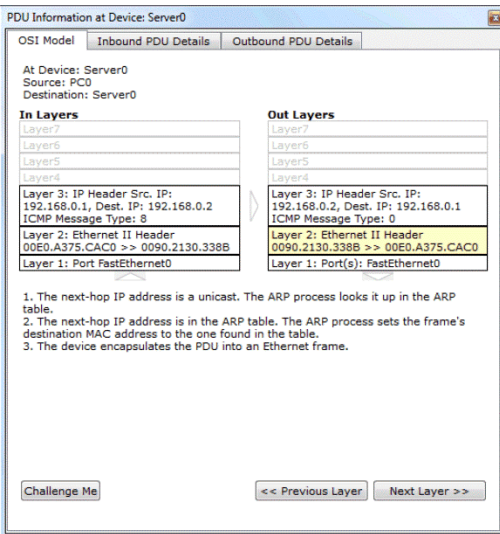 PDU Information at Device: Server0
OSI Model
Inbound PDU Details
Outbound PDU Details
At Device: Server0
Source: PC0
Destination: Server0
In Layers
Layer7
Layer6
Layer5
Layer4
Layer 3: IP Header Src. IP:
192.168.0.1, Dest. IP: 192.168.0.2
ICMP Message Type: 8
Layer 2: Ethernet II Header
00E0.A375.CAC0 >> 0090.2130.338B
Layer 1: Port FastEthernet0
Out Layers
Layer7
Layer6
Layer5
Layer4
Layer 3: IP Header Src. IP:
192.168.0.2, Dest. IP: 192.168.0.1
ICMP Message Type: 0
Layer 2: Ethernet II Header
0090.2130.338B >> 00E0.A375.CAC0
Layer 1: Port(s): FastEthernet0
1. The next-hop IP address is a unicast. The ARP process looks it up in the ARP
table.
2. The next-hop IP address is in the ARP table. The ARP process sets the frame's
destination MAC address to the one found in the table.
3. The device encapsulates the PDU into an Ethernet frame.
Challenge Me
<< Previous Layer
Next Layer >>